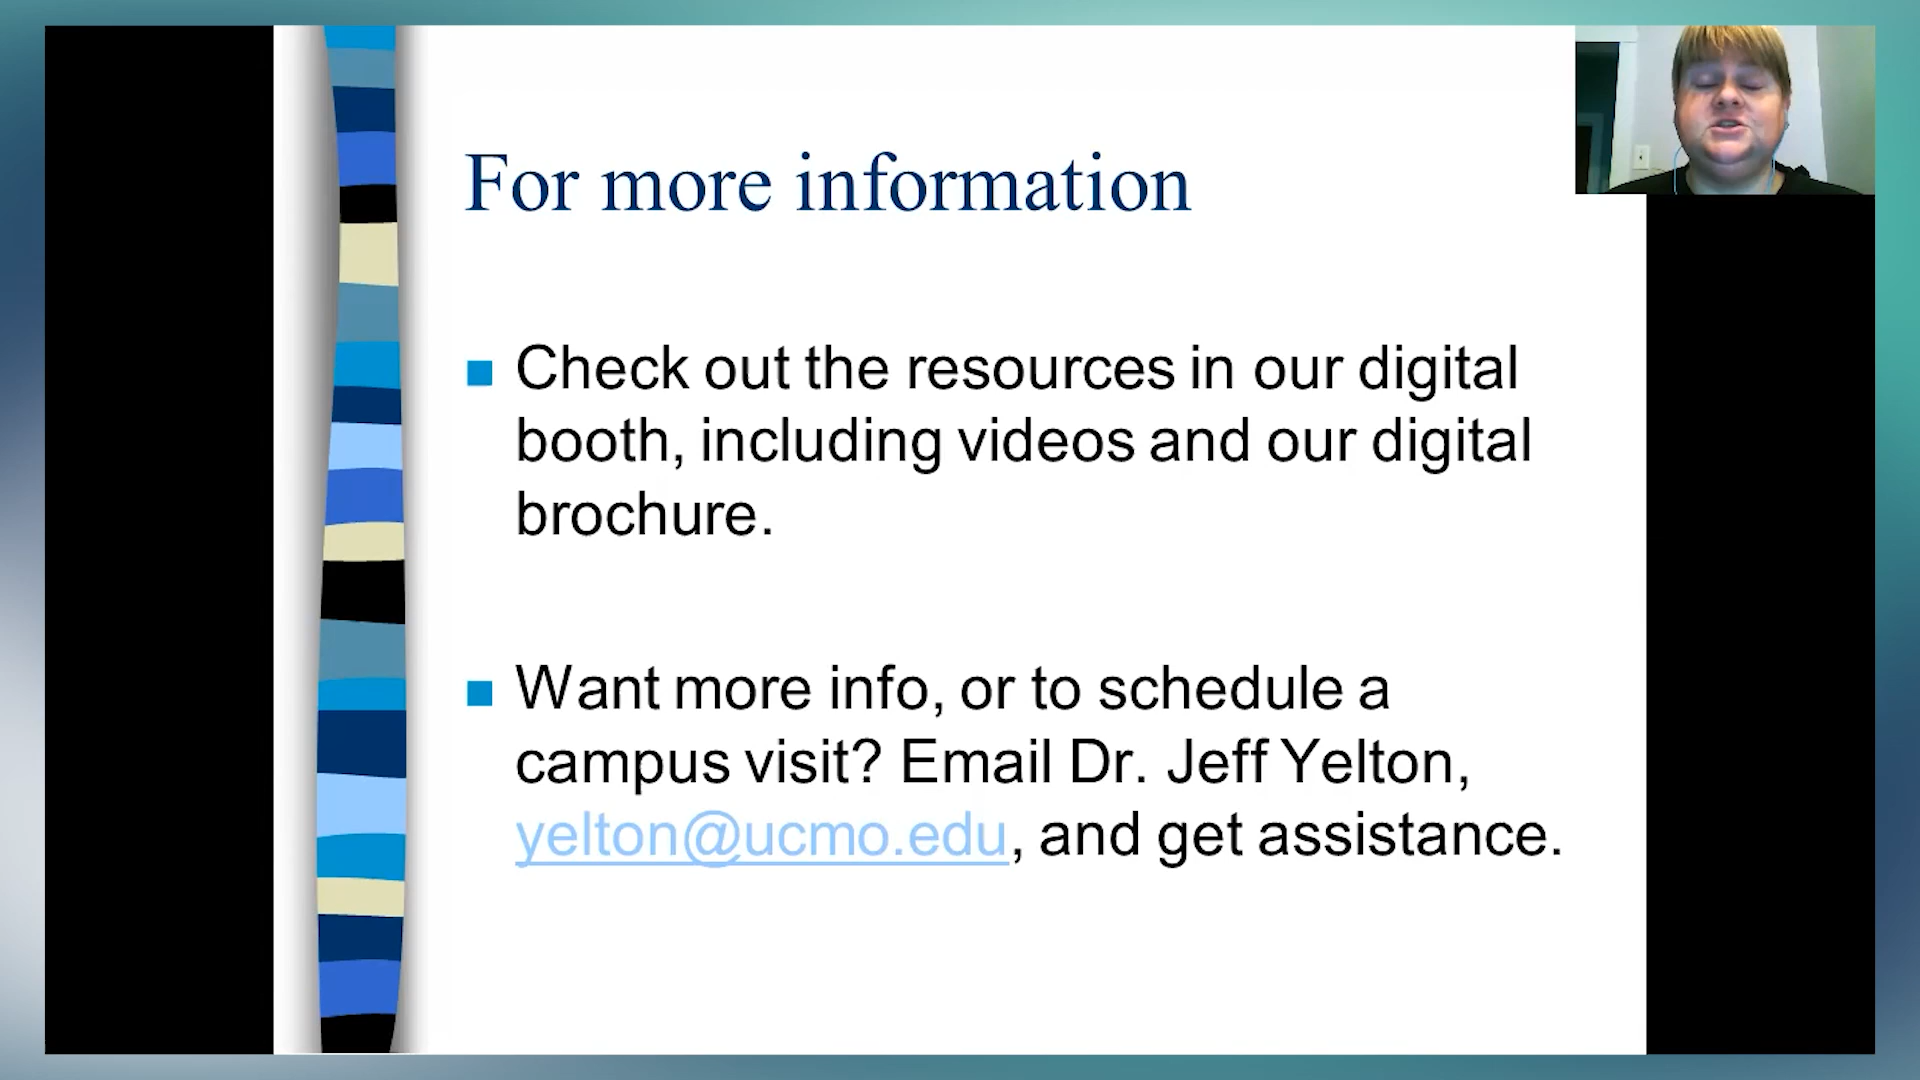 For more information
Check out the resources in our digital
booth, including videos and our digital
brochure.
Want more info, or to schedule a
campus visit? Email Dr. Jeff Yelton,
yelton@ucmo.edu, and get assistance.